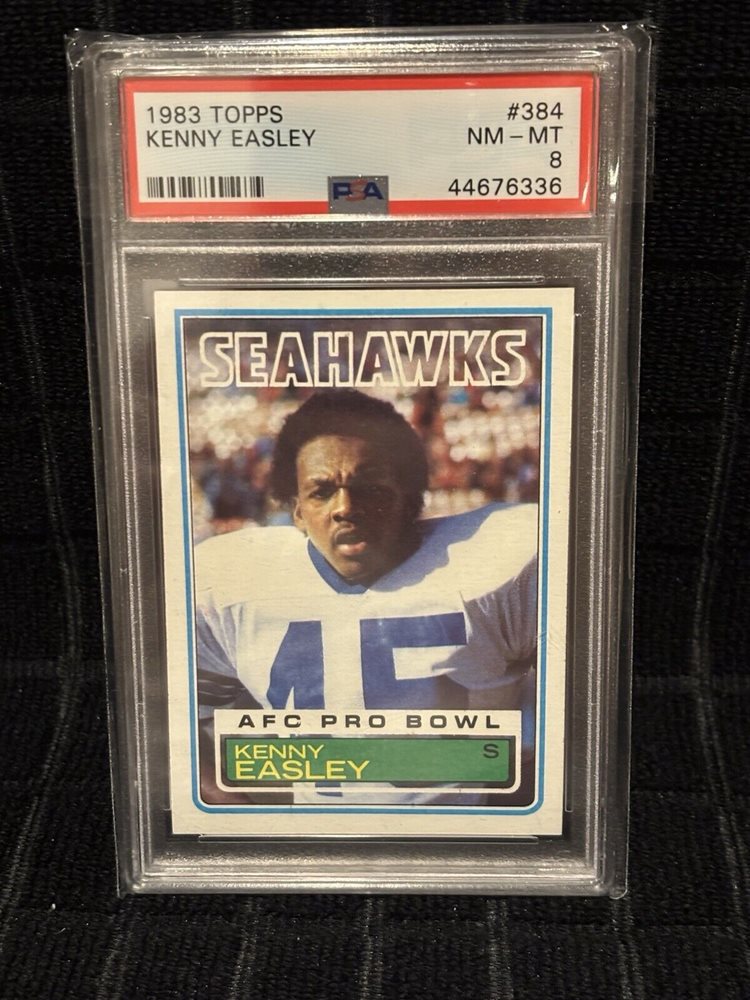 1983 TOPPS #384
KENNY EASLEY NM - MT
8
PSA 44676336
SEAHAWKS
45
AFC PRO BOWL
KENNY S
EASLEY